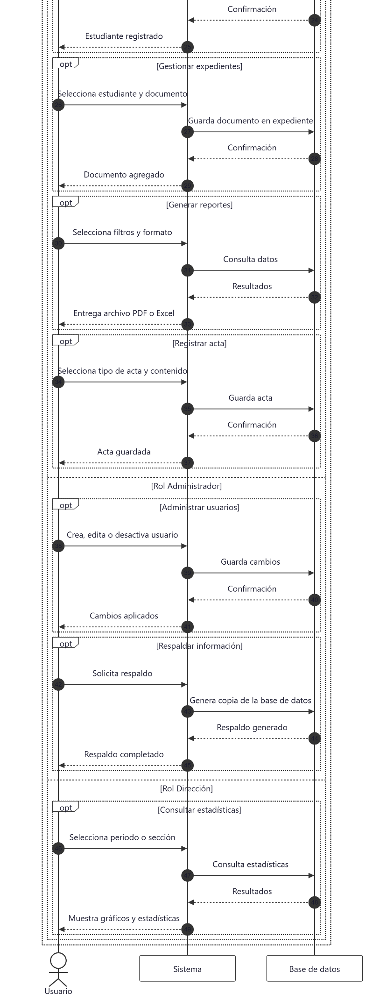 Confirmación
24
Estudiante registrado
25
opt
[Gestionar expedientes]
Selecciona estudiante y documento
26
Guarda documento en expediente
27
Confirmación
28
Documento agregado
29
opt
[Generar reportes]
Selecciona filtros y formato
30
Consulta datos
31
Resultados
32
Entrega archivo PDF o Excel
33
opt
[Registrar acta]
Selecciona tipo de acta y contenido
34
Guarda acta
35
Confirmación
36
Acta guardada
37
[Rol Administrador]
opt
[Administrar usuarios]
Crea, edita o desactiva usuario
38
Guarda cambios
39
Confirmación
40
Cambios aplicados
41
opt
[Respaldar información]
Solicita respaldo
42
Genera copia de la base de datos
43
Respaldo generado
44
Respaldo completado
45
[Rol Dirección]
opt
[Consultar estadísticas]
Selecciona periodo o sección
46
Consulta estadísticas
47
Resultados
48
Muestra gráficos y estadísticas
49
Usuario
Sistema
Base de datos